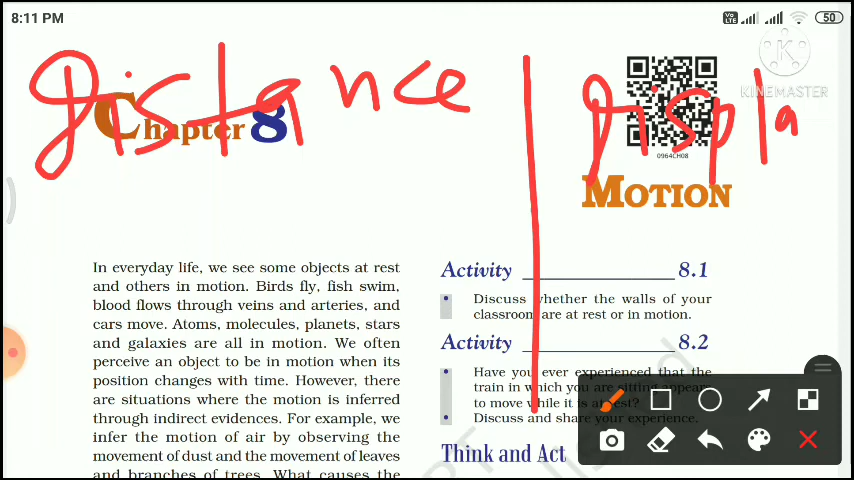 8:11 PM
Vo LTE
50
KINEMASTER
Distance
displa
Chapter 8
0964CH08
MOTION
In everyday life, we see some objects at rest
and others in motion. Birds fly, fish swim,
blood flows through veins and arteries, and
cars move. Atoms, molecules, planets, stars
and galaxies are all in motion. We often
perceive an object to be in motion when its
position changes with time. However, there
are situations where the motion is inferred
through indirect evidences. For example, we
infer the motion of air by observing the
movement of dust and the movement of leaves
and branches of trees. What causes the
Activity 8.1
• Discuss whether the walls of your
classroom are at rest or in motion.
Activity 8.2
• Have you ever experienced that the
train in which you are sitting appears
to move while it is at rest?
• Discuss and share your experience.
Think and Act